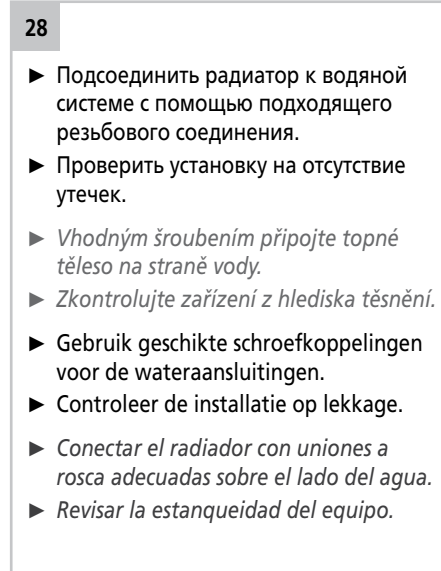 28
► Подсоединить радиатор к водяной
системе с помощью подходящего
резьбового соединения.
► Проверить установку на отсутствие
утечек.
► Vhodným šroubením připojte topné
těleso na straně vody.
► Zkontrolujte zařízení z hlediska těsnění.
► Gebruik geschikte schroefkoppelingen
voor de wateraansluitingen.
► Controleer de installatie op lekkage.
► Conectar el radiador con uniones a
rosca adecuadas sobre el lado del agua.
► Revisar la estanqueidad del equipo.